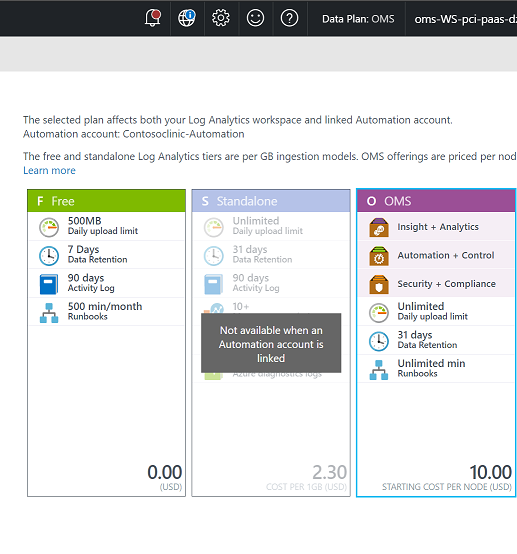 Data Plan: OMS
oms-WS-pci-paas-d
The selected plan affects both your Log Analytics workspace and linked Automation account.
Automation account: Contosoclinic-Automation
The free and standalone Log Analytics tiers are per GB ingestion models. OMS offerings are priced per nod
Learn more
F Free
500MB
Daily upload limit
7 Days
Data Retention
90 days
Activity Log
500 min/month
Runbooks
0.00
(USD)
S Standalone
Unlimited
Daily upload limit
31 days
Data Retention
90 days
Activity Log
10+
Not available when an
Automation account is
linked
Azure diagnostics logs
2.30
COST PER 1GB (USD)
O OMS
Insight + Analytics
Automation + Control
Security + Compliance
Unlimited
Daily upload limit
31 days
Data Retention
Unlimited min
Runbooks
10.00
STARTING COST PER NODE (USD)